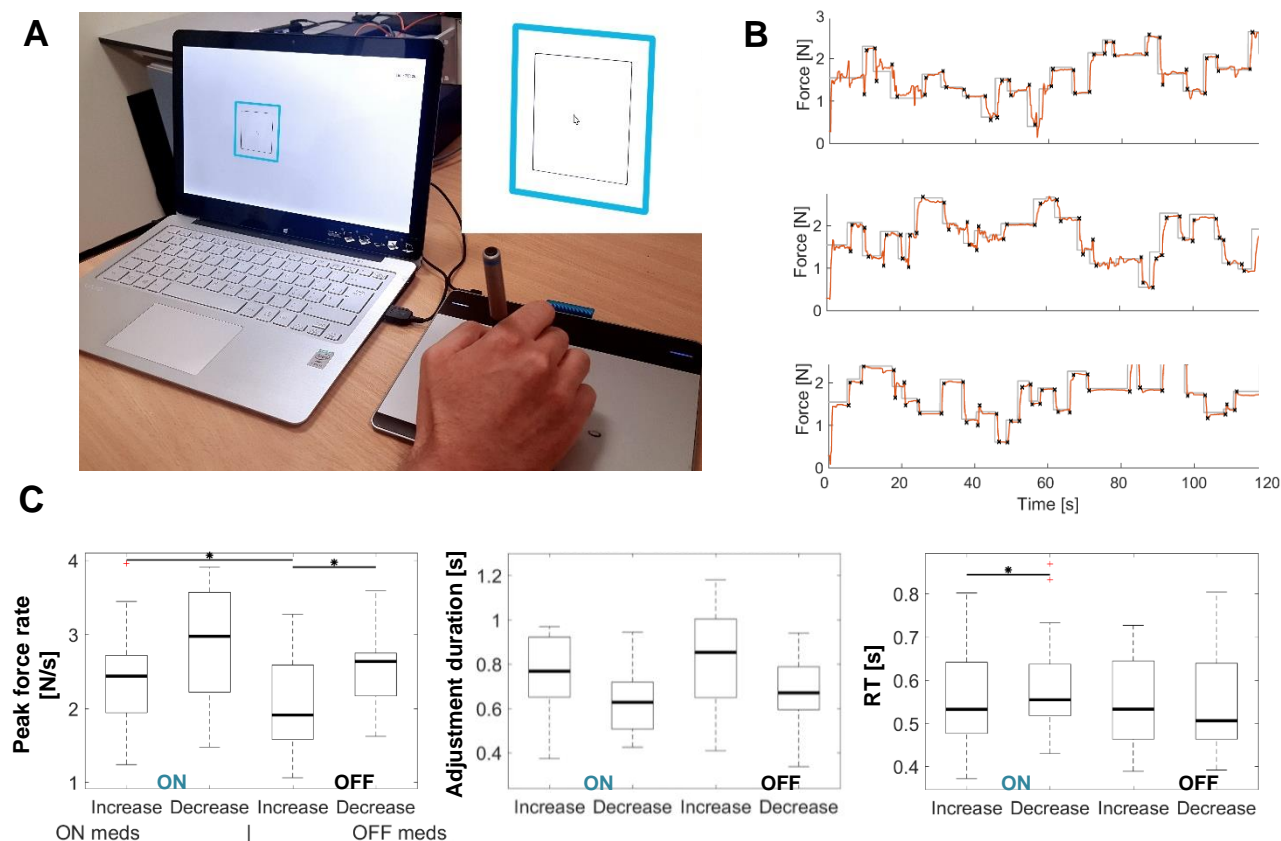 A
B
3
2
1
0
Force [N]
2
1
0
Force [N]
2
1
0
Force [N]
0
20
40
60
80
100
120
Time [s]
C
4
3
2
1
Peak force rate
[N/s]
*
*
ON
OFF
Increase Decrease Increase Decrease
ON meds | OFF meds
1.2
1
0.8
0.6
0.4
Adjustment duration [s]
ON
OFF
Increase Decrease Increase Decrease
0.8
0.7
0.6
0.5
0.4
RT [s]
*
ON
OFF
Increase Decrease Increase Decrease